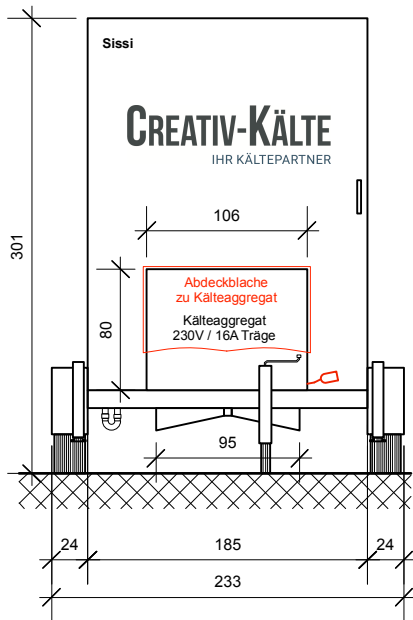 Sissi
CREATIV-KÄLTE
IHR KÄLTEPARTNER
106
301
Abdeckblache
zu Kälteaggregat
Kälteaggregat
230V / 16A Träge
80
95
24
185
24
233